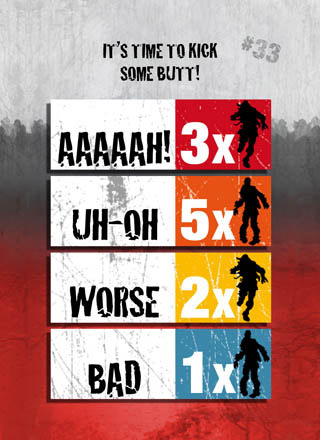 IT'S TIME TO KICK
SOME BUTT!
#33
AAAAAH! 3x
UH-OH 5x
WORSE 2x
BAD 1x